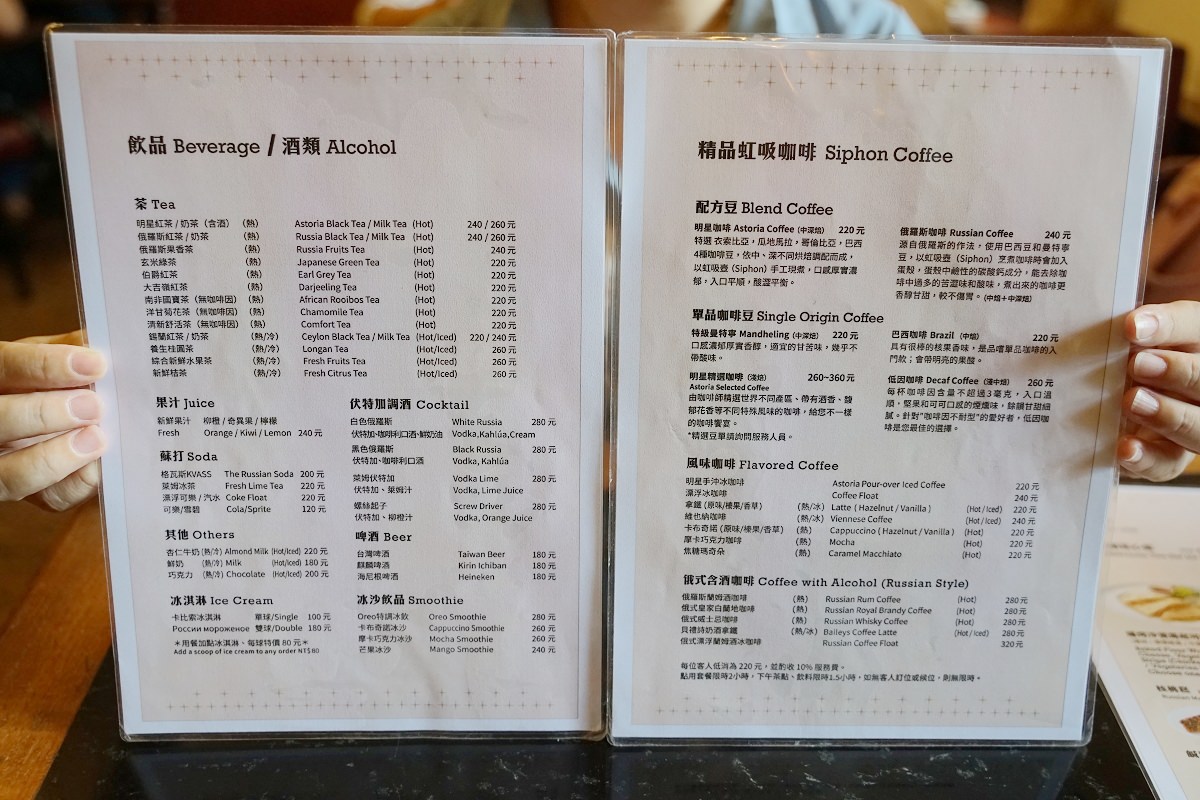 飲品 Beverage / 酒類 Alcohol
茶 Tea
明星紅茶 / 奶茶（含酒） （熱） Astoria Black Tea / Milk Tea (Hot) 240 / 260 元
俄羅斯紅茶 / 奶茶 （熱） Russia Black Tea / Milk Tea (Hot) 240 / 260 元
俄羅斯果香茶 （熱） Russia Fruits Tea (Hot) 240 元
玄米綠茶 （熱） Japanese Green Tea (Hot) 220 元
伯爵紅茶 （熱） Earl Grey Tea (Hot) 220 元
大吉嶺紅茶 （熱） Darjeeling Tea (Hot) 220 元
南非國寶茶（無咖啡因） （熱） African Rooibos Tea (Hot) 220 元
洋甘菊花茶（無咖啡因） （熱） Chamomile Tea (Hot) 220 元
清新舒活茶（無咖啡因） （熱） Comfort Tea (Hot) 220 元
錫蘭紅茶 / 奶茶 （熱/冷） Ceylon Black Tea / Milk Tea (Hot/Iced) 220 / 240 元
養生桂圓茶 （熱/冷） Longan Tea (Hot/Iced) 260 元
綜合新鮮水果茶 （熱/冷） Fresh Fruits Tea (Hot/Iced) 260 元
新鮮桔茶 （熱/冷） Fresh Citrus Tea (Hot/Iced) 260 元
果汁 Juice
新鮮果汁 柳橙 / 奇異果 / 檸檬
Fresh Orange / Kiwi / Lemon 240 元
蘇打 Soda
格瓦斯KVASS The Russian Soda 200 元
萊姆冰茶 Fresh Lime Tea 220 元
漂浮可樂 / 汽水 Coke Float 220 元
可樂/雪碧 Cola/Sprite 120 元
其他 Others
杏仁牛奶 (熱/冷) Almond Milk (Hot/Iced) 220 元
鮮奶 (熱/冷) Milk (Hot/Iced) 180 元
巧克力 (熱/冷) Chocolate (Hot/Iced) 200 元
冰淇淋 Ice Cream
卡比索冰淇淋 單球/Single 100 元
Россиu мороженое 雙球/Double 180 元
＊用餐加點冰淇淋、每球特價 80 元＊
Add a scoop of ice cream to any order NT$ 80
伏特加調酒 Cocktail
白色俄羅斯 White Russia 280 元
伏特加、咖啡利口酒、鮮奶油 Vodka,Kahlúa,Cream
黑色俄羅斯 Black Russia 280 元
伏特加、咖啡利口酒 Vodka, Kahlúa
萊姆伏特加 Vodka Lime 280 元
伏特加、萊姆汁 Vodka, Lime Juice
螺絲起子 Screw Driver 280 元
伏特加、柳橙汁 Vodka, Orange Juice
啤酒 Beer
台灣啤酒 Taiwan Beer 180 元
麒麟啤酒 Kirin Ichiban 180 元
海尼根啤酒 Heineken 180 元
冰沙飲品 Smoothie
Oreo特調冰飲 Oreo Smoothie 280 元
卡布奇諾冰沙 Cappuccino Smoothie 260 元
摩卡巧克力冰沙 Mocha Smoothie 260 元
芒果冰沙 Mango Smoothie 240 元
精品虹吸咖啡 Siphon Coffee
配方豆 Blend Coffee
明星咖啡 Astoria Coffee (中深焙) 220 元
特選 衣索比亞，瓜地馬拉，哥倫比亞，巴西
4種咖啡豆，依中、深不同烘焙調配而成，
以虹吸壺（Siphon）手工現煮，口感厚實濃
郁，入口平順，酸澀平衡。
俄羅斯咖啡 Russian Coffee 240 元
源自俄羅斯的作法，使用巴西豆和曼特寧
豆，以虹吸壺（Siphon）烹煮咖啡時會加入
蛋殼，蛋殼中鹼性的碳酸鈣成分，能去除咖
啡中過多的苦澀味和酸味，煮出來的咖啡更
香醇甘甜，較不傷胃。(中焙＋中深焙)
單品咖啡豆 Single Origin Coffee
特級曼特寧 Mandheling (中深焙) 220 元
口感濃郁厚實香醇，適宜的甘苦味，幾乎不
帶酸味。
巴西咖啡 Brazil (中焙) 220 元
具有很棒的核果香味，是品嚐單品咖啡的入
門款；會帶明亮的果酸。
明星精選咖啡 (淺焙) 260~360元
Astoria Selected Coffee
由咖啡師精選世界不同產區、帶有酒香、馥
郁花香等不同特殊風味的咖啡，給您不一樣
的咖啡饗宴。
*精選豆單請詢問服務人員。
低因咖啡 Decaf Coffee (淺中焙) 260 元
每杯咖啡因含量不超過3毫克，入口溫
順，堅果和可可口感的煙燻味，餘韻甘甜細
膩。針對"咖啡因不耐型"的愛好者，低因咖
啡是您最佳的選擇。
風味咖啡 Flavored Coffee
明星手沖冰咖啡 Astoria Pour-over Iced Coffee 220 元
漂浮冰咖啡 Coffee Float 240 元
拿鐵 (原味/榛果/香草) (熱/冰) Latte ( Hazelnut / Vanilla ) (Hot / Iced) 220 元
維也納咖啡 (熱/冰) Viennese Coffee (Hot / Iced) 240 元
卡布奇諾 (原味/榛果/香草) (熱) Cappuccino ( Hazelnut / Vanilla ) (Hot) 220 元
摩卡巧克力咖啡 (熱) Mocha (Hot) 220 元
焦糖瑪奇朵 (熱) Caramel Macchiato (Hot) 220 元
俄式含酒咖啡 Coffee with Alcohol (Russian Style)
俄羅斯蘭姆酒咖啡 (熱) Russian Rum Coffee (Hot) 280 元
俄式皇家白蘭地咖啡 (熱) Russian Royal Brandy Coffee (Hot) 280 元
俄式威士忌咖啡 (熱) Russian Whisky Coffee (Hot) 280 元
貝禮詩奶酒拿鐵 (熱/冰) Baileys Coffee Latte (Hot / Iced) 280 元
俄式漂浮蘭姆酒冰咖啡 Russian Coffee Float 320 元
每位客人低消為 220 元，並酌收 10% 服務費。
點用套餐限時2小時，下午茶點、飲料限時1.5小時，如無客人訂位或候位，則無限時。